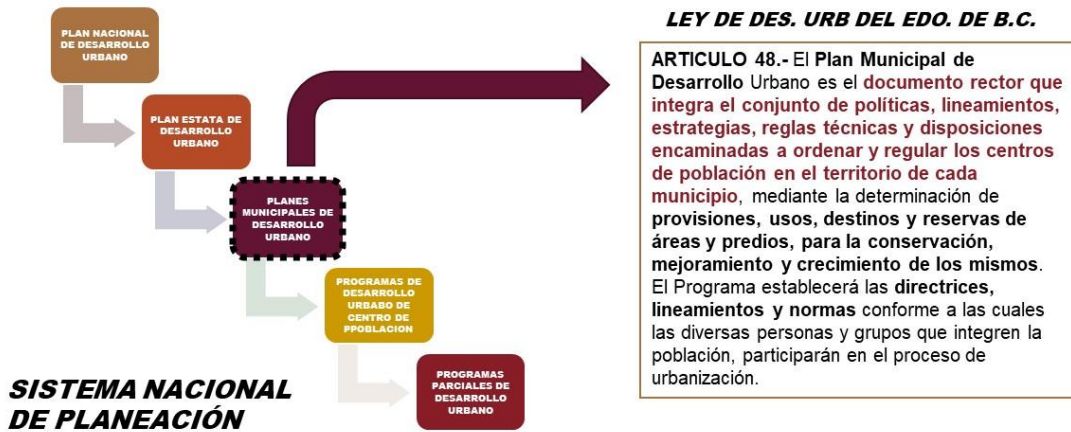 PLAN NACIONAL
DE DESARROLLO
URBANO
PLAN ESTATA DE
DESARROLLO
URBANO
PLANES
MUNICIPALES DE
DESARROLLO
URBANO
PROGRAMAS DE
DESARROLLO
URBABO DE
CENTRO DE
PPOBLACION
PROGRAMAS
PARCIALES DE
DESARROLLO
URBANO
SISTEMA NACIONAL
DE PLANEACIÓN
LEY DE DES. URB DEL EDO. DE B.C.
ARTICULO 48.- El Plan Municipal de
Desarrollo Urbano es el documento rector que
integra el conjunto de políticas, lineamientos,
estrategias, reglas técnicas y disposiciones
encaminadas a ordenar y regular los centros
de población en el territorio de cada
municipio, mediante la determinación de
provisiones, usos, destinos y reservas de
áreas y predios, para la conservación,
mejoramiento y crecimiento de los mismos.
El Programa establecerá las directrices,
lineamientos y normas conforme a las cuales
las diversas personas y grupos que integren la
población, participarán en el proceso de
urbanización.